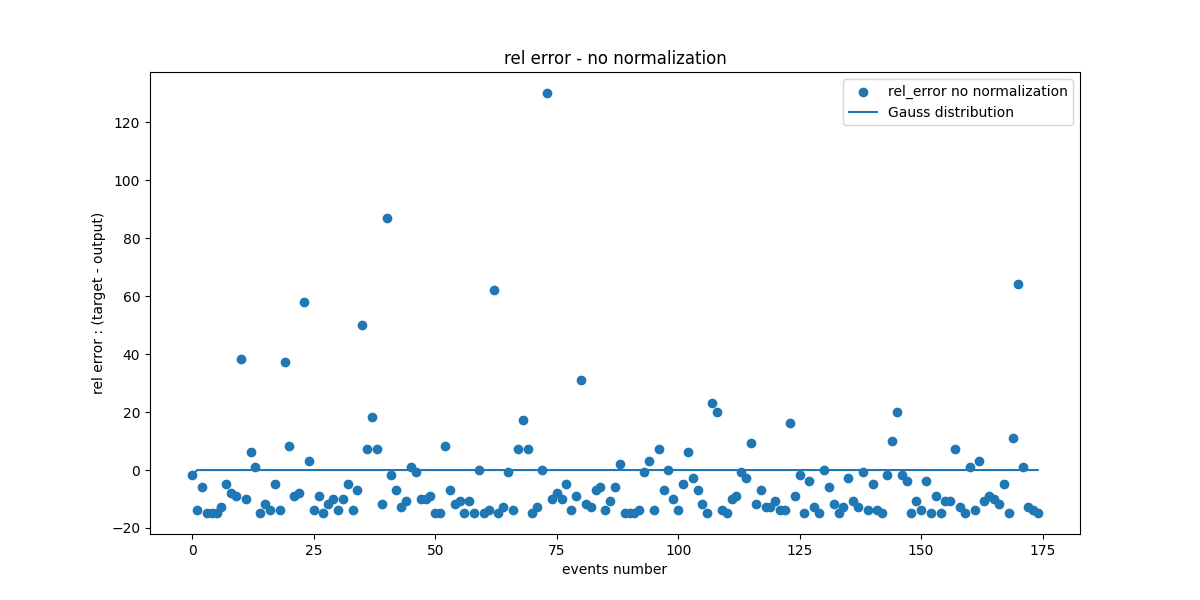 rel error - no normalization
rel_error no normalization
Gauss distribution
rel error : (target - output)
120
100
80
60
40
20
0
−20
0 25 50 75 100 125 150 175
events number